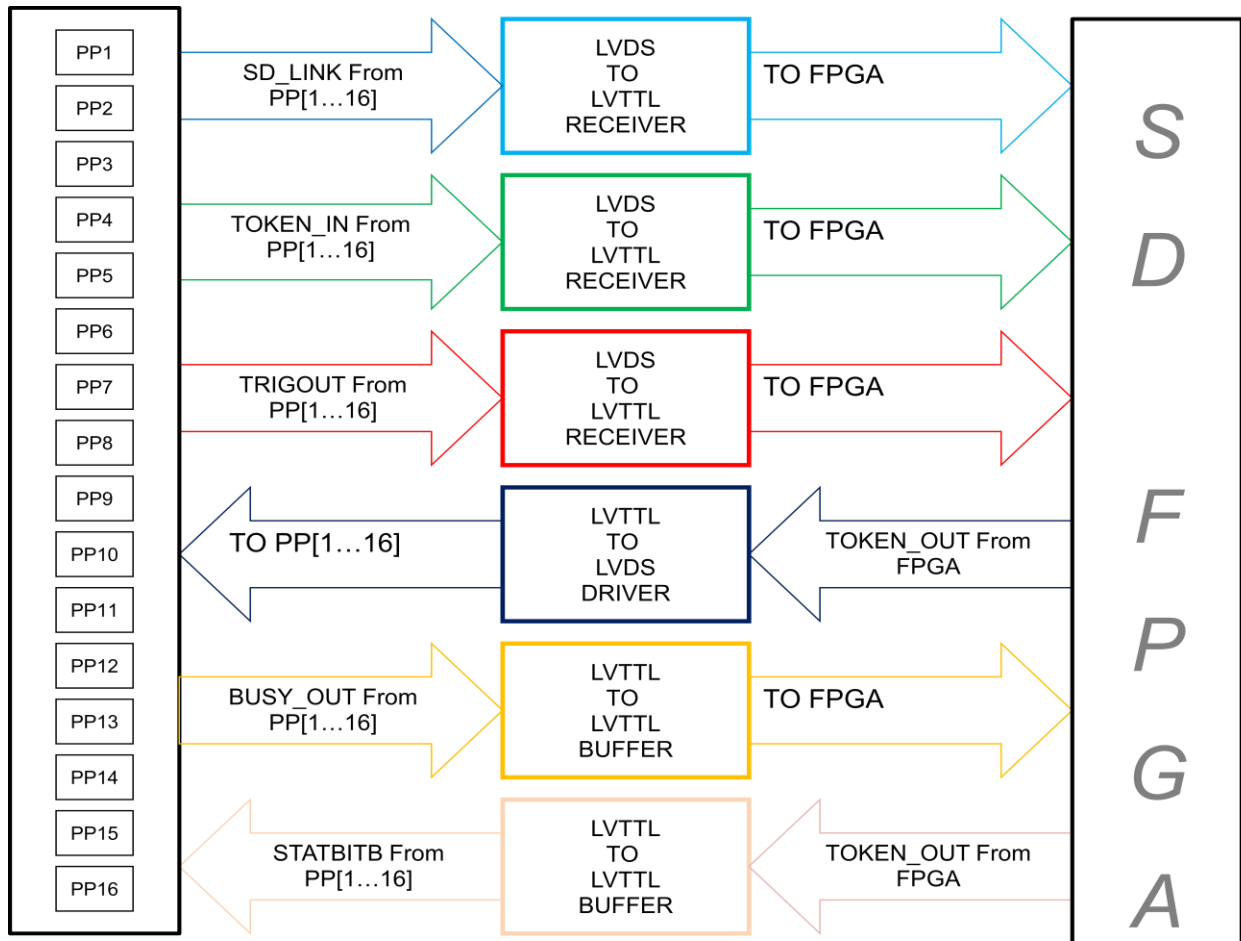 PP1
PP2
PP3
PP4
PP5
PP6
PP7
PP8
PP9
PP10
PP11
PP12
PP13
PP14
PP15
PP16
SD_LINK From
PP[1...16]
LVDS
TO
LVTTL
RECEIVER
TO FPGA
TOKEN_IN From
PP[1...16]
LVDS
TO
LVTTL
RECEIVER
TO FPGA
TRIGOUT From
PP[1...16]
LVDS
TO
LVTTL
RECEIVER
TO FPGA
TO PP[1...16]
LVTTL
TO
LVDS
DRIVER
TOKEN_OUT From
FPGA
BUSY_OUT From
PP[1...16]
LVTTL
TO
LVTTL
BUFFER
TO FPGA
STATBITB From
PP[1...16]
LVTTL
TO
LVTTL
BUFFER
TOKEN_OUT From
FPGA
S
D
F
P
G
A